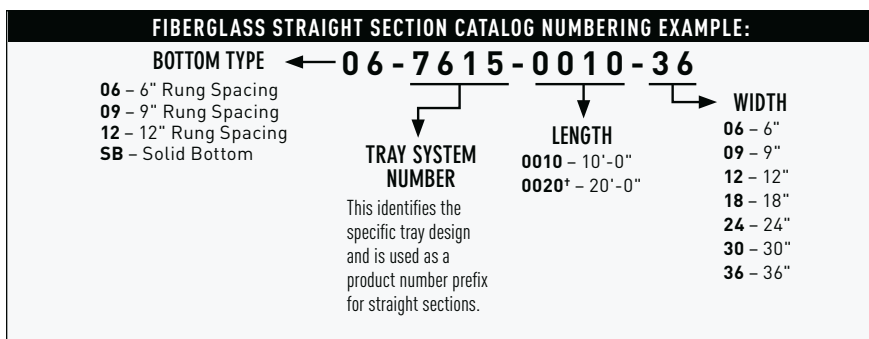 FIBERGLASS STRAIGHT SECTION CATALOG NUMBERING EXAMPLE:
BOTTOM TYPE
06-7615-0010-36
06 – 6" Rung Spacing
09 – 9" Rung Spacing
12 – 12" Rung Spacing
SB – Solid Bottom
TRAY SYSTEM
NUMBER
This identifies the
specific tray design
and is used as a
product number prefix
for straight sections.
LENGTH
0010 – 10'-0"
0020† – 20'-0"
WIDTH
06 – 6"
09 – 9"
12 – 12"
18 – 18"
24 – 24"
30 – 30"
36 – 36"